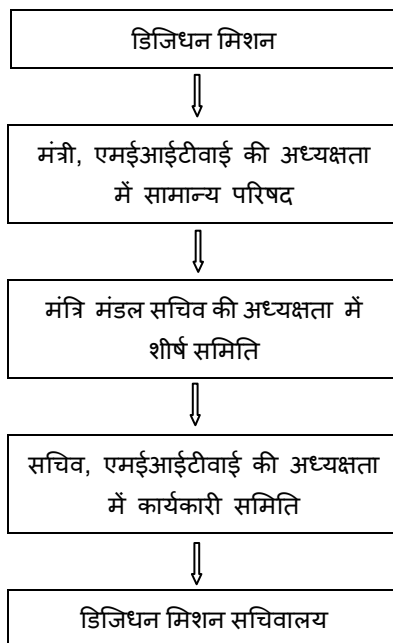 डिजिधन मिशन
मंत्री, एमईआईटीवाई की अध्यक्षता
में सामान्य परिषद
मंत्रि मंडल सचिव की अध्यक्षता में
शीर्ष समिति
सचिव, एमईआईटीवाई की अध्यक्षता
में कार्यकारी समिति
डिजिधन मिशन सचिवालय